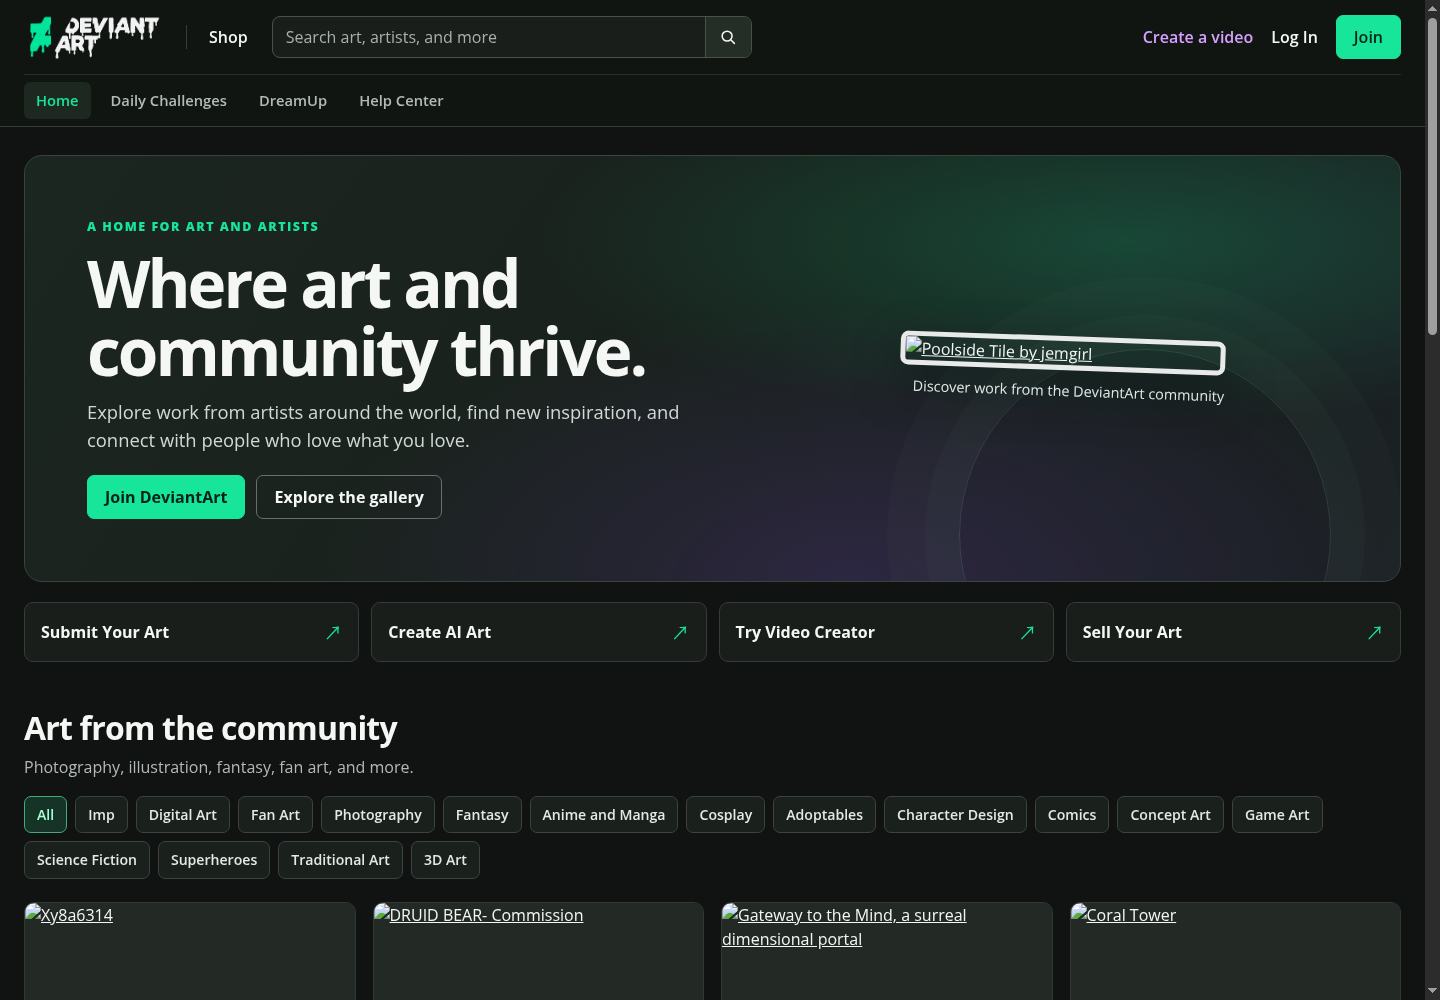 DEVIANT
ART
Shop
Search art, artists, and more
Create a video
Log In
Join
Home
Daily Challenges
DreamUp
Help Center
A HOME FOR ART AND ARTISTS
Where art and
community thrive.
Explore work from artists around the world, find new inspiration, and
connect with people who love what you love.
Join DeviantArt
Explore the gallery
Poolside Tile by jemgirl
Discover work from the DeviantArt community
Submit Your Art
Create AI Art
Try Video Creator
Sell Your Art
Art from the community
Photography, illustration, fantasy, fan art, and more.
All
Imp
Digital Art
Fan Art
Photography
Fantasy
Anime and Manga
Cosplay
Adoptables
Character Design
Comics
Concept Art
Game Art
Science Fiction
Superheroes
Traditional Art
3D Art
Xy8a6314
DRUID BEAR- Commission
Gateway to the Mind, a surreal
dimensional portal
Coral Tower